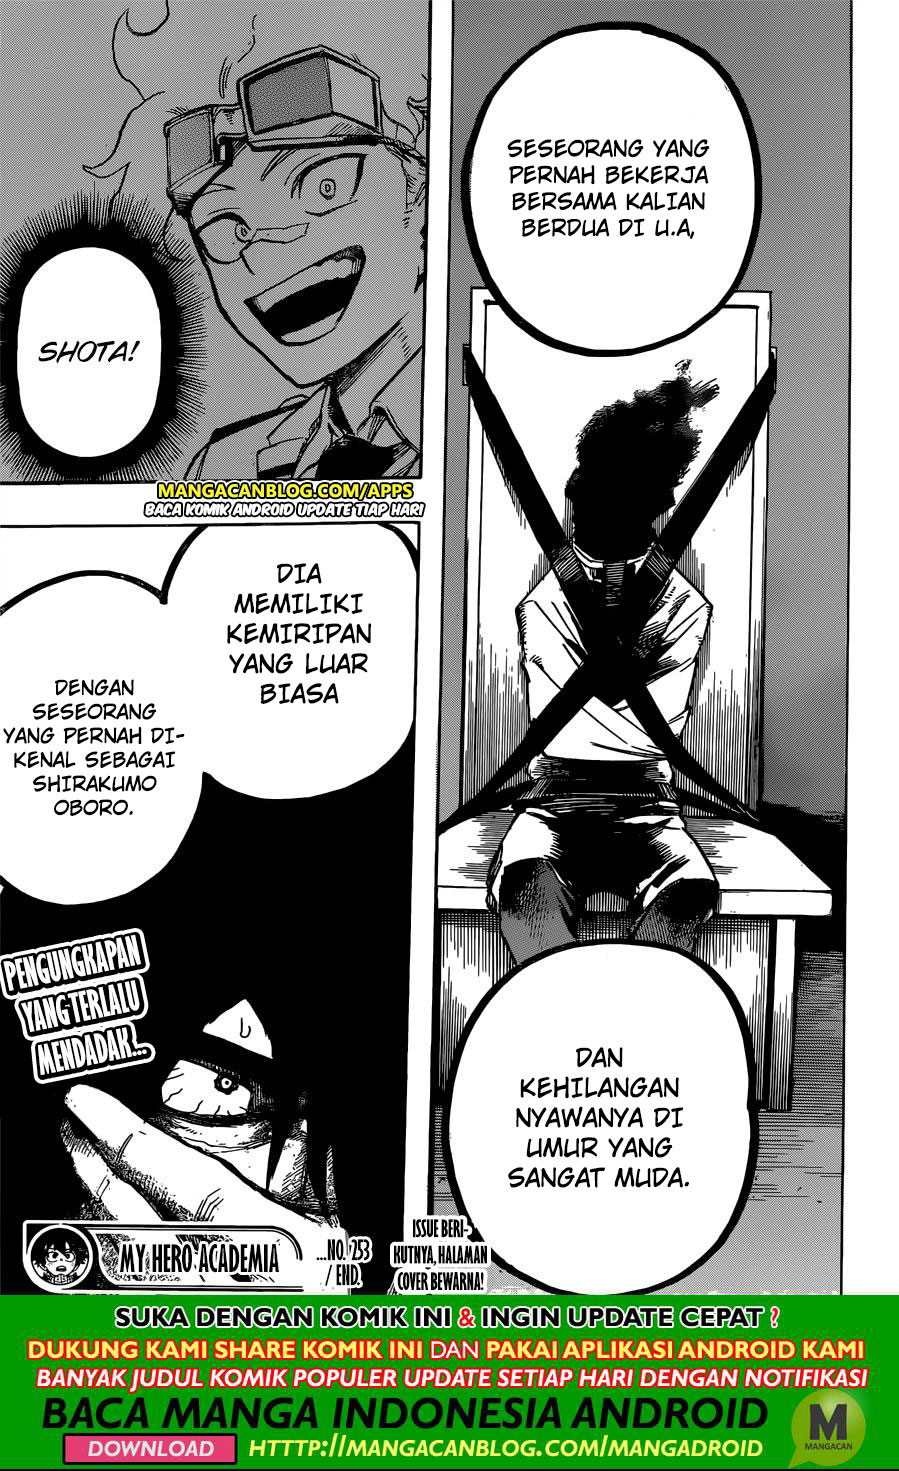 SESEORANG YANG
PERNAH BEKERJA
BERSAMA KALIAN
BERDUA DI U.A,
DAN
KEHILANGAN
NYAWANYA DI
UMUR YANG
SANGAT MUDA.
SHOTA!
MANGACANBLOG.COM/APPS
BACA KOMIK ANDROID UPDATE TIAP HARI
DIA
MEMILIKI
KEMIRIPAN
YANG LUAR
BIASA
DENGAN
SESEORANG
YANG PERNAH DI-
KENAL SEBAGAI
SHIRAKUMO
OBORO.
PENGUNGKAPAN
YANG TERLALU
MENDADAK...
MY HERO ACADEMIA
...NO. 253
/ END.
ISSUE BERI-
KUTNYA, HALAMAN
COVER BEWARNA!
SUKA DENGAN KOMIK INI & INGIN UPDATE CEPAT ?
DUKUNG KAMI SHARE KOMIK INI DAN PAKAI APLIKASI ANDROID KAMI
BANYAK JUDUL KOMIK POPULER UPDATE SETIAP HARI DENGAN NOTIFIKASI
BACA MANGA INDONESIA ANDROID
DOWNLOAD HTTTP://MANGACANBLOG.COM/MANGADROID
M
MANGACAN